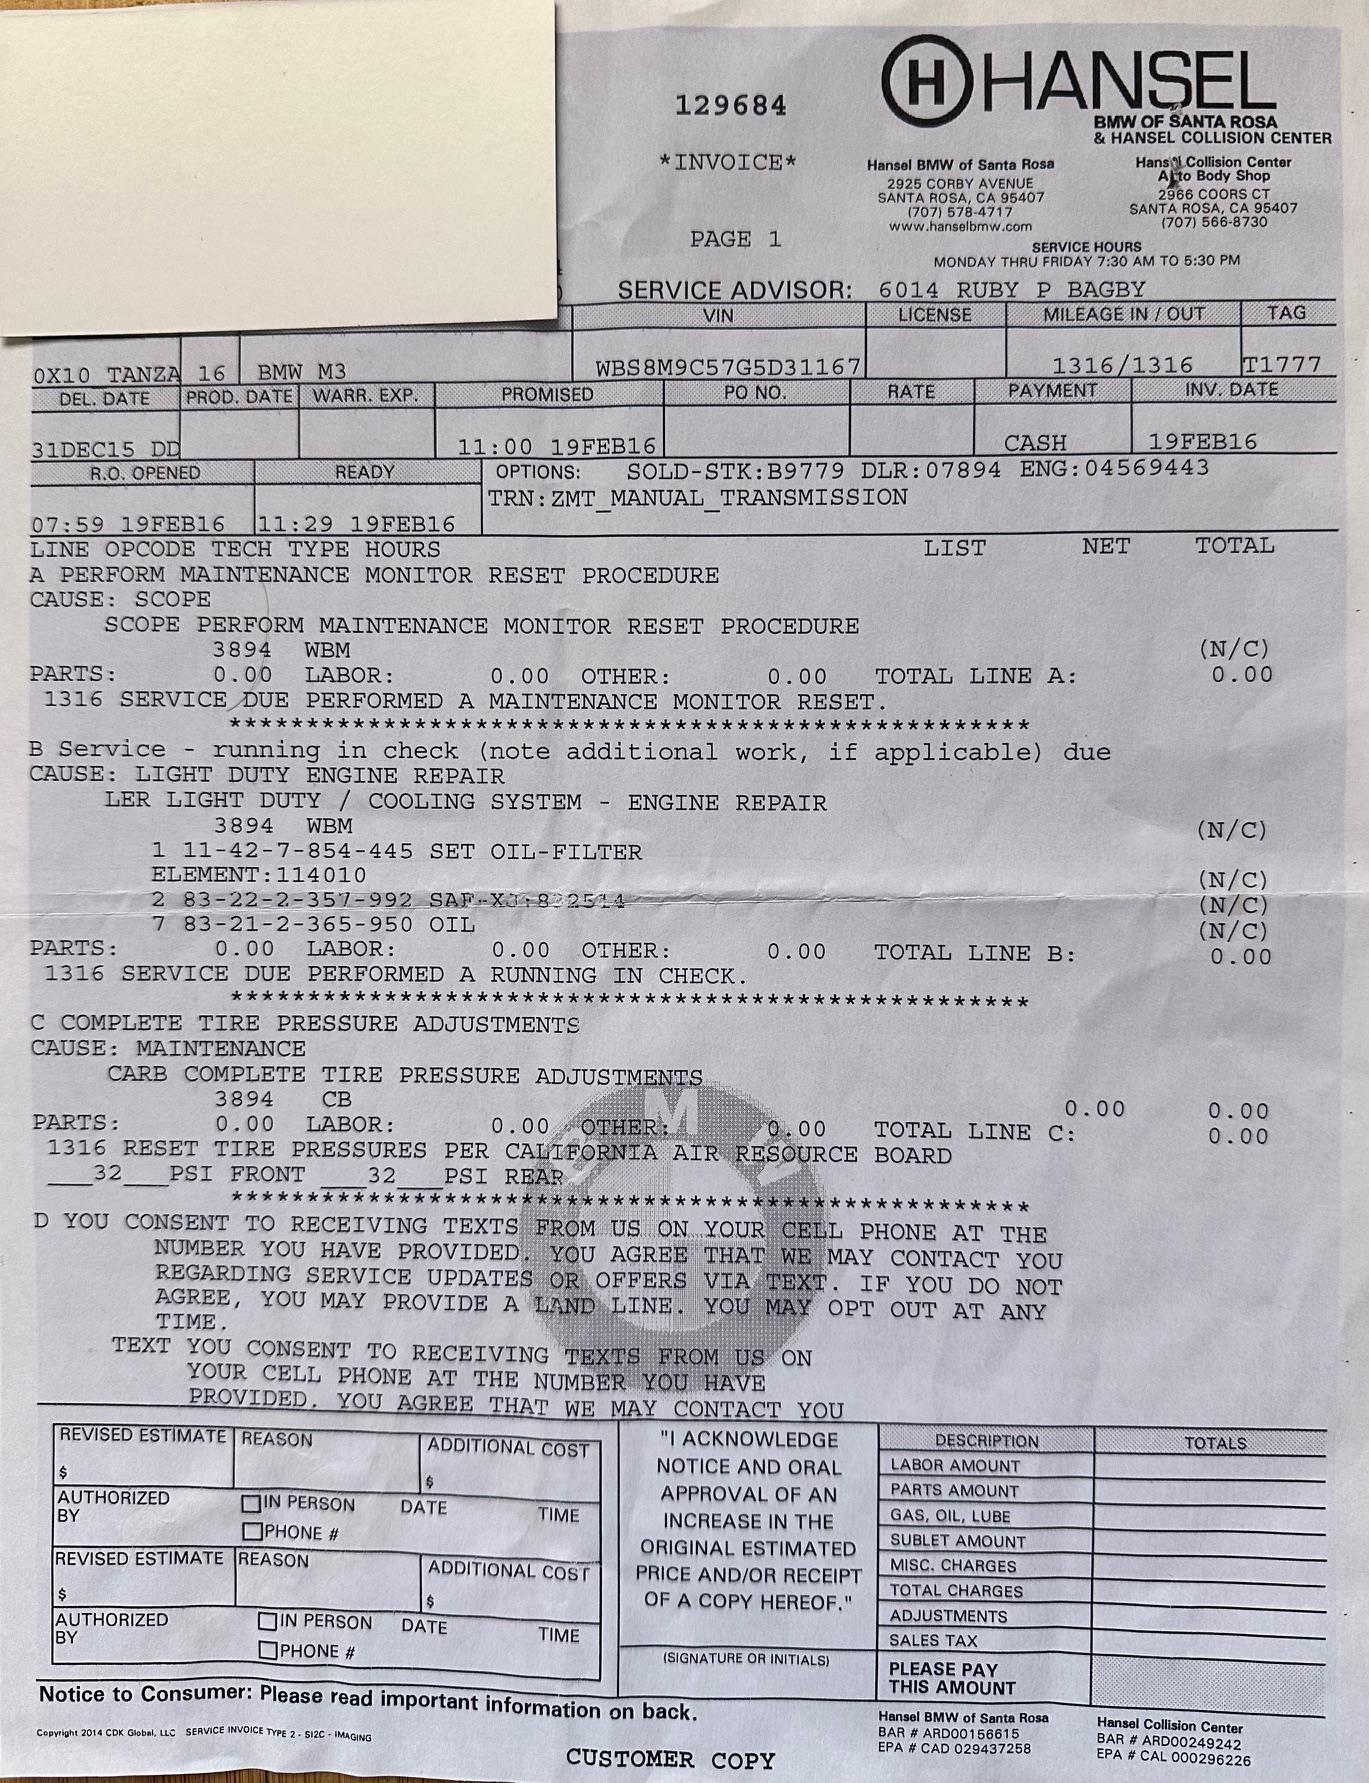 129684
*INVOICE*
PAGE 1
H HANSEL
BMW OF SANTA ROSA
& HANSEL COLLISION CENTER
Hansel BMW of Santa Rosa
2925 CORBY AVENUE
SANTA ROSA, CA 95407
(707) 578-4717
www.hanselbmw.com
Hansel Collision Center
Auto Body Shop
2966 COORS CT
SANTA ROSA, CA 95407
(707) 566-8730
SERVICE HOURS
MONDAY THRU FRIDAY 7:30 AM TO 5:30 PM
SERVICE ADVISOR: 6014 RUBY P BAGBY
VIN LICENSE MILEAGE IN / OUT TAG
0X10 TANZA 16 BMW M3 WBS8M9C57G5D31167 1316/1316 T1777
DEL. DATE PROD. DATE WARR. EXP. PROMISED PO NO. RATE PAYMENT INV. DATE
31DEC15 DD 11:00 19FEB16 CASH 19FEB16
R.O. OPENED READY OPTIONS: SOLD-STK:B9779 DLR:07894 ENG:04569443
TRN:ZMT_MANUAL_TRANSMISSION
07:59 19FEB16 11:29 19FEB16
LINE OPCODE TECH TYPE HOURS LIST NET TOTAL
A PERFORM MAINTENANCE MONITOR RESET PROCEDURE
CAUSE: SCOPE
SCOPE PERFORM MAINTENANCE MONITOR RESET PROCEDURE
3894 WBM (N/C)
PARTS: 0.00 LABOR: 0.00 OTHER: 0.00 TOTAL LINE A: 0.00
1316 SERVICE DUE PERFORMED A MAINTENANCE MONITOR RESET.
****************************************************
B Service - running in check (note additional work, if applicable) due
CAUSE: LIGHT DUTY ENGINE REPAIR
LER LIGHT DUTY / COOLING SYSTEM - ENGINE REPAIR
3894 WBM (N/C)
1 11-42-7-854-445 SET OIL-FILTER
ELEMENT:114010 (N/C)
2 83-22-2-357-992 (N/C)
7 83-21-2-365-950 OIL (N/C)
PARTS: 0.00 LABOR: 0.00 OTHER: 0.00 TOTAL LINE B: 0.00
1316 SERVICE DUE PERFORMED A RUNNING IN CHECK.
****************************************************
C COMPLETE TIRE PRESSURE ADJUSTMENTS
CAUSE: MAINTENANCE
CARB COMPLETE TIRE PRESSURE ADJUSTMENTS
3894 CB 0.00 0.00
PARTS: 0.00 LABOR: 0.00 OTHER: 0.00 TOTAL LINE C: 0.00
1316 RESET TIRE PRESSURES PER CALIFORNIA AIR RESOURCE BOARD
___32___PSI FRONT ___32___PSI REAR
****************************************************
D YOU CONSENT TO RECEIVING TEXTS FROM US ON YOUR CELL PHONE AT THE
NUMBER YOU HAVE PROVIDED. YOU AGREE THAT WE MAY CONTACT YOU
REGARDING SERVICE UPDATES OR OFFERS VIA TEXT. IF YOU DO NOT
AGREE, YOU MAY PROVIDE A LAND LINE. YOU MAY OPT OUT AT ANY
TIME.
TEXT YOU CONSENT TO RECEIVING TEXTS FROM US ON
YOUR CELL PHONE AT THE NUMBER YOU HAVE
PROVIDED. YOU AGREE THAT WE MAY CONTACT YOU
REVISED ESTIMATE REASON ADDITIONAL COST
$ $
AUTHORIZED BY IN PERSON DATE TIME
PHONE #
REVISED ESTIMATE REASON ADDITIONAL COST
$ $
AUTHORIZED BY IN PERSON DATE TIME
PHONE #
"I ACKNOWLEDGE
NOTICE AND ORAL
APPROVAL OF AN
INCREASE IN THE
ORIGINAL ESTIMATED
PRICE AND/OR RECEIPT
OF A COPY HEREOF."
(SIGNATURE OR INITIALS)
DESCRIPTION TOTALS
LABOR AMOUNT
PARTS AMOUNT
GAS, OIL, LUBE
SUBLET AMOUNT
MISC. CHARGES
TOTAL CHARGES
ADJUSTMENTS
SALES TAX
PLEASE PAY
THIS AMOUNT
Notice to Consumer: Please read important information on back.
Copyright 2014 CDK Global, LLC SERVICE INVOICE TYPE 2 - SI2C - IMAGING
CUSTOMER COPY
Hansel BMW of Santa Rosa
BAR # ARD00156615
EPA # CAD 029437258
Hansel Collision Center
BAR # ARD00249242
EPA # CAL 000296226